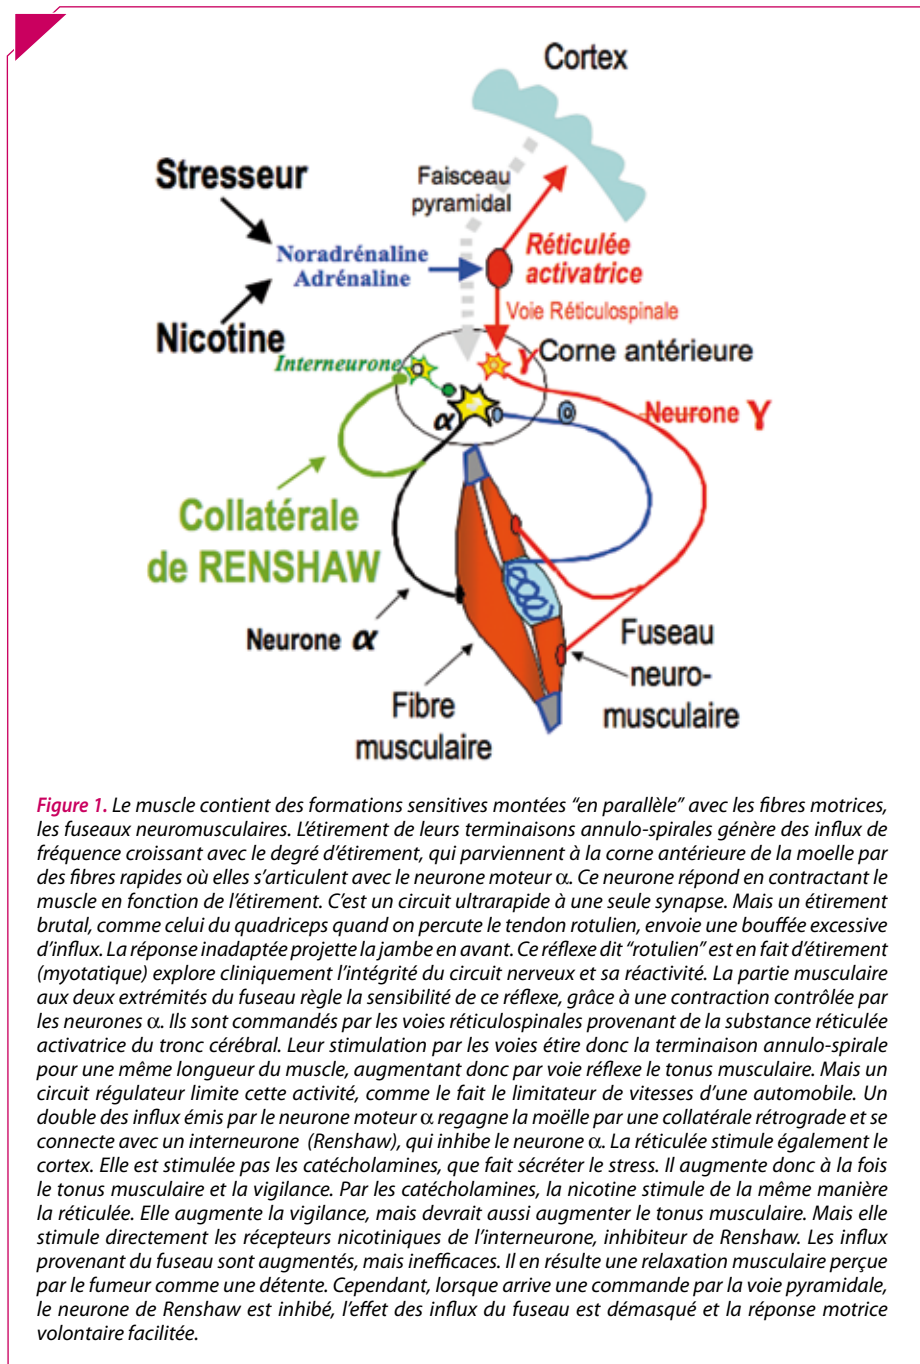 Cortex
Stresseur
Faisceau
pyramidal
Noradrénaline
Adrénaline
Réticulée
activatrice
Voie Réticulospinale
Nicotine
Interneurone
γ Corne antérieure
α
Neurone γ
Collatérale
de RENSHAW
Neurone α
Fuseau
neuro-
musculaire
Fibre
musculaire
Figure 1. Le muscle contient des formations sensitives montées “en parallèle” avec les fibres motrices,
les fuseaux neuromusculaires. L’étirement de leurs terminaisons annulo-spirales génère des influx de
fréquence croissant avec le degré d’étirement, qui parviennent à la corne antérieure de la moelle par
des fibres rapides où elles s’articulent avec le neurone moteur α. Ce neurone répond en contractant le
muscle en fonction de l’étirement. C’est un circuit ultrarapide à une seule synapse. Mais un étirement
brutal, comme celui du quadriceps quand on percute le tendon rotulien, envoie une bouffée excessive
d’influx. La réponse inadaptée projette la jambe en avant. Ce réflexe dit “rotulien” est en fait d’étirement
(myotatique) explore cliniquement l’intégrité du circuit nerveux et sa réactivité. La partie musculaire
aux deux extrémités du fuseau règle la sensibilité de ce réflexe, grâce à une contraction contrôlée par
les neurones α. Ils sont commandés par les voies réticulospinales provenant de la substance réticulée
activatrice du tronc cérébral. Leur stimulation par les voies étire donc la terminaison annulo-spirale
pour une même longueur du muscle, augmentant donc par voie réflexe le tonus musculaire. Mais un
circuit régulateur limite cette activité, comme le fait le limitateur de vitesses d’une automobile. Un
double des influx émis par le neurone moteur α regagne la moëlle par une collatérale rétrograde et se
connecte avec un interneurone (Renshaw), qui inhibe le neurone α. La réticulée stimule également le
cortex. Elle est stimulée pas les catécholamines, que fait sécréter le stress. Il augmente donc à la fois
le tonus musculaire et la vigilance. Par les catécholamines, la nicotine stimule de la même manière
la réticulée. Elle augmente la vigilance, mais devrait aussi augmenter le tonus musculaire. Mais elle
stimule directement les récepteurs nicotiniques de l’interneurone, inhibiteur de Renshaw. Les influx
provenant du fuseau sont augmentés, mais inefficaces. Il en résulte une relaxation musculaire perçue
par le fumeur comme une détente. Cependant, lorsque arrive une commande par la voie pyramidale,
le neurone de Renshaw est inhibé, l’effet des influx du fuseau est démasqué et la réponse motrice
volontaire facilitée.